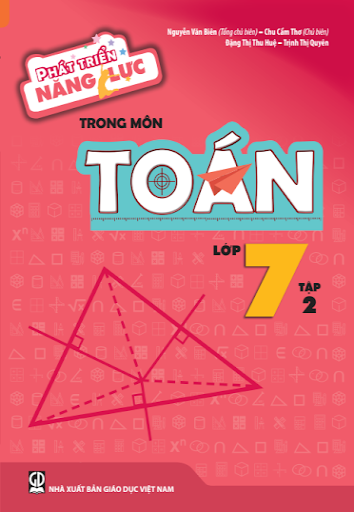 Nguyễn Văn Biên (Tổng chủ biên) – Chu Cẩm Thơ (Chủ biên)
Đặng Thị Thu Huệ – Trịnh Thị Quyên
PHÁT TRIỂN
NĂNG LỰC
TRONG MÔN
TOÁN
LỚP
7
TẬP
2
NHÀ XUẤT BẢN GIÁO DỤC VIỆT NAM